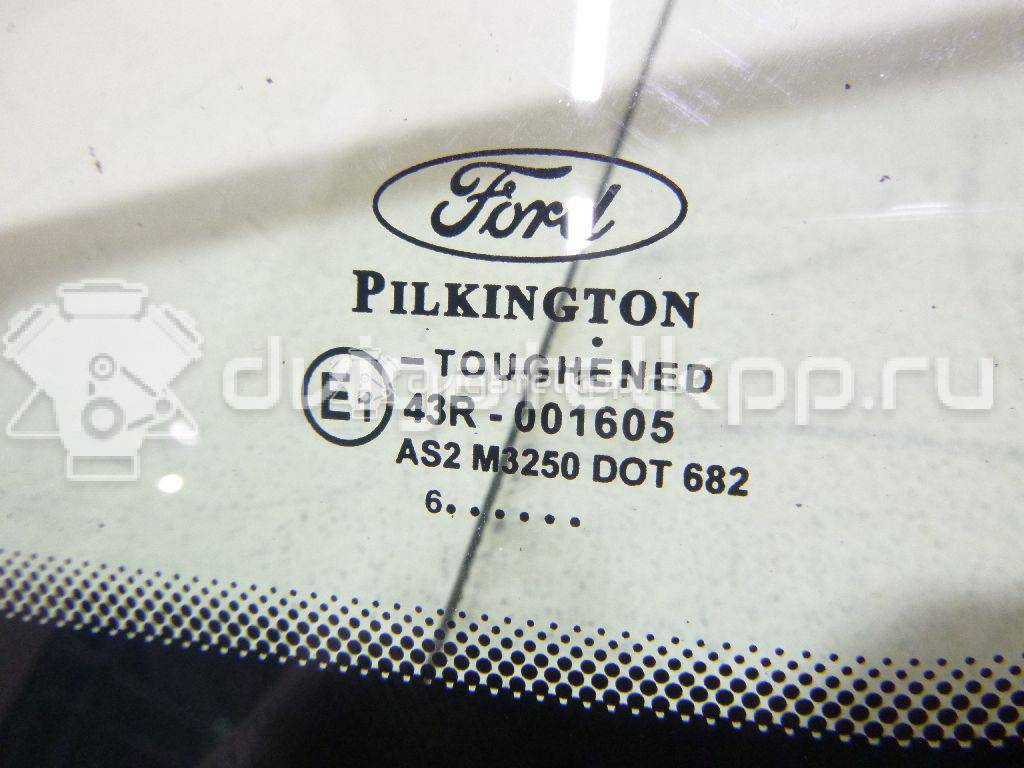 Ford
PILKINGTON
- TOUGHENED
E1 43R - 001605
AS2 M3250 DOT 682
6. . . . . .